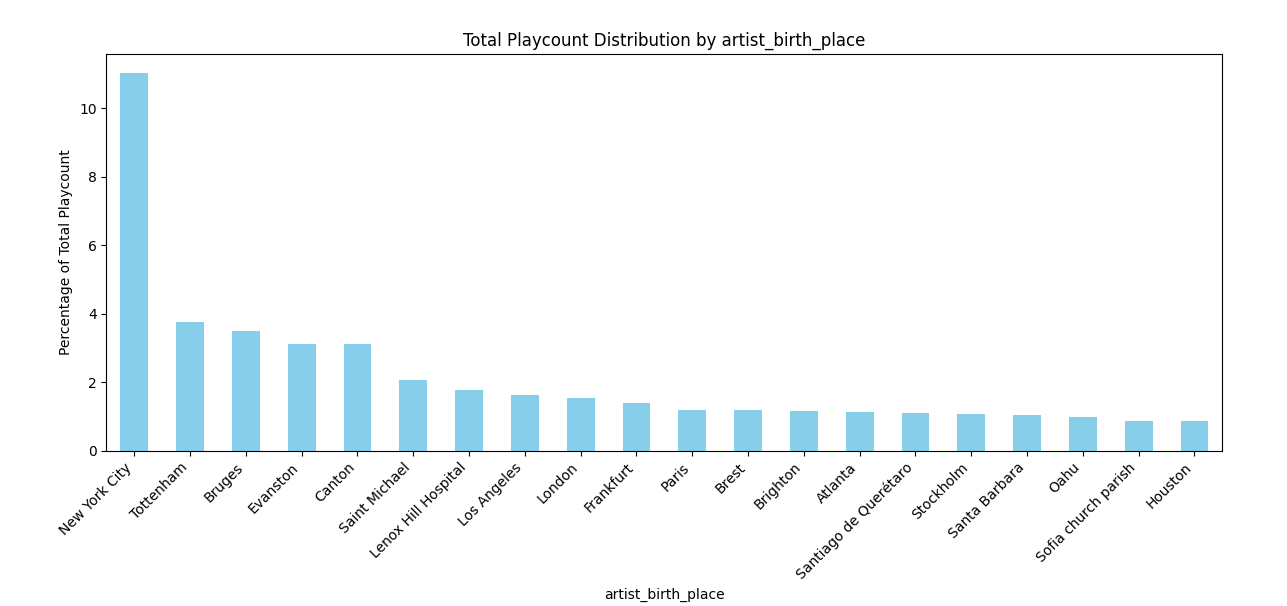 Total Playcount Distribution by artist_birth_place
Percentage of Total Playcount
10
8
6
4
2
0
New York City
Tottenham
Bruges
Evanston
Canton
Saint Michael
Lenox Hill Hospital
Los Angeles
London
Frankfurt
Paris
Brest
Brighton
Atlanta
Santiago de Querétaro
Stockholm
Santa Barbara
Oahu
Sofia church parish
Houston
artist_birth_place